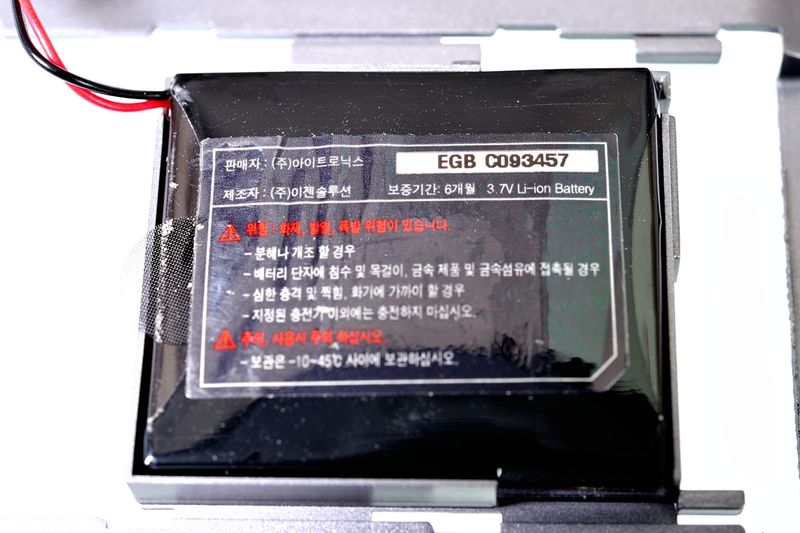 판매자 : (주)아이트로닉스
EGB C093457
제조자 : (주)이젠솔루션 보증기간: 6개월 3.7V Li-ion Battery
위험 : 화재, 발열, 폭발 위험이 있습니다.
- 분해나 개조 할 경우
- 배터리 단자에 침수 및 목걸이, 금속 제품 및 금속섬유에 접촉될 경우
- 심한 충격 및 찍힘, 화기에 가까이 할 경우
- 지정된 충전기 이외에는 충전하지 마십시오.
주의, 사용시 주의 하십시오.
- 보관은 -10~45℃ 사이에 보관하십시오.